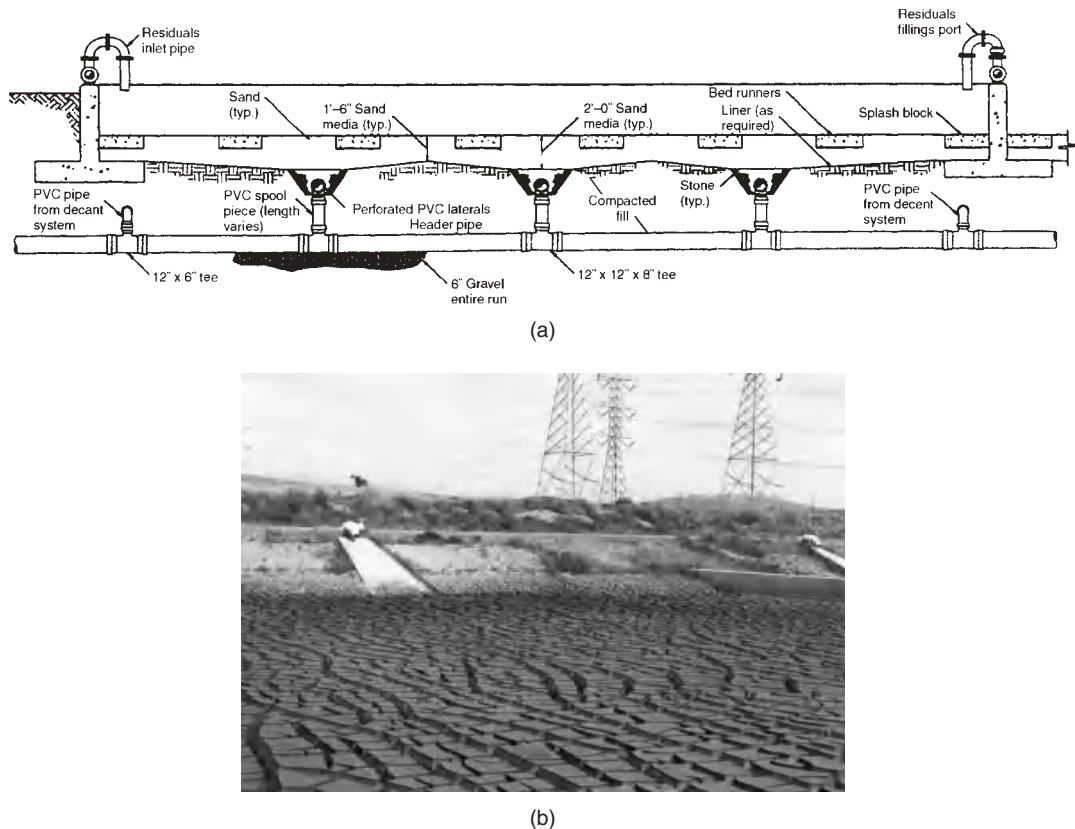 Residuals
inlet pipe
Residuals
fillings port
Sand
(typ.)
1'–6" Sand
media (typ.)
2'–0" Sand
media (typ.)
Bed runners
Liner (as
required)
Splash block
PVC pipe
from decant
system
PVC spool
piece (length
varies)
Perforated PVC laterals
Header pipe
Compacted
fill
Stone
(typ.)
PVC pipe
from decent
system
12" x 6" tee
6" Gravel
entire run
12" x 12" x 8" tee
(a)
(b)